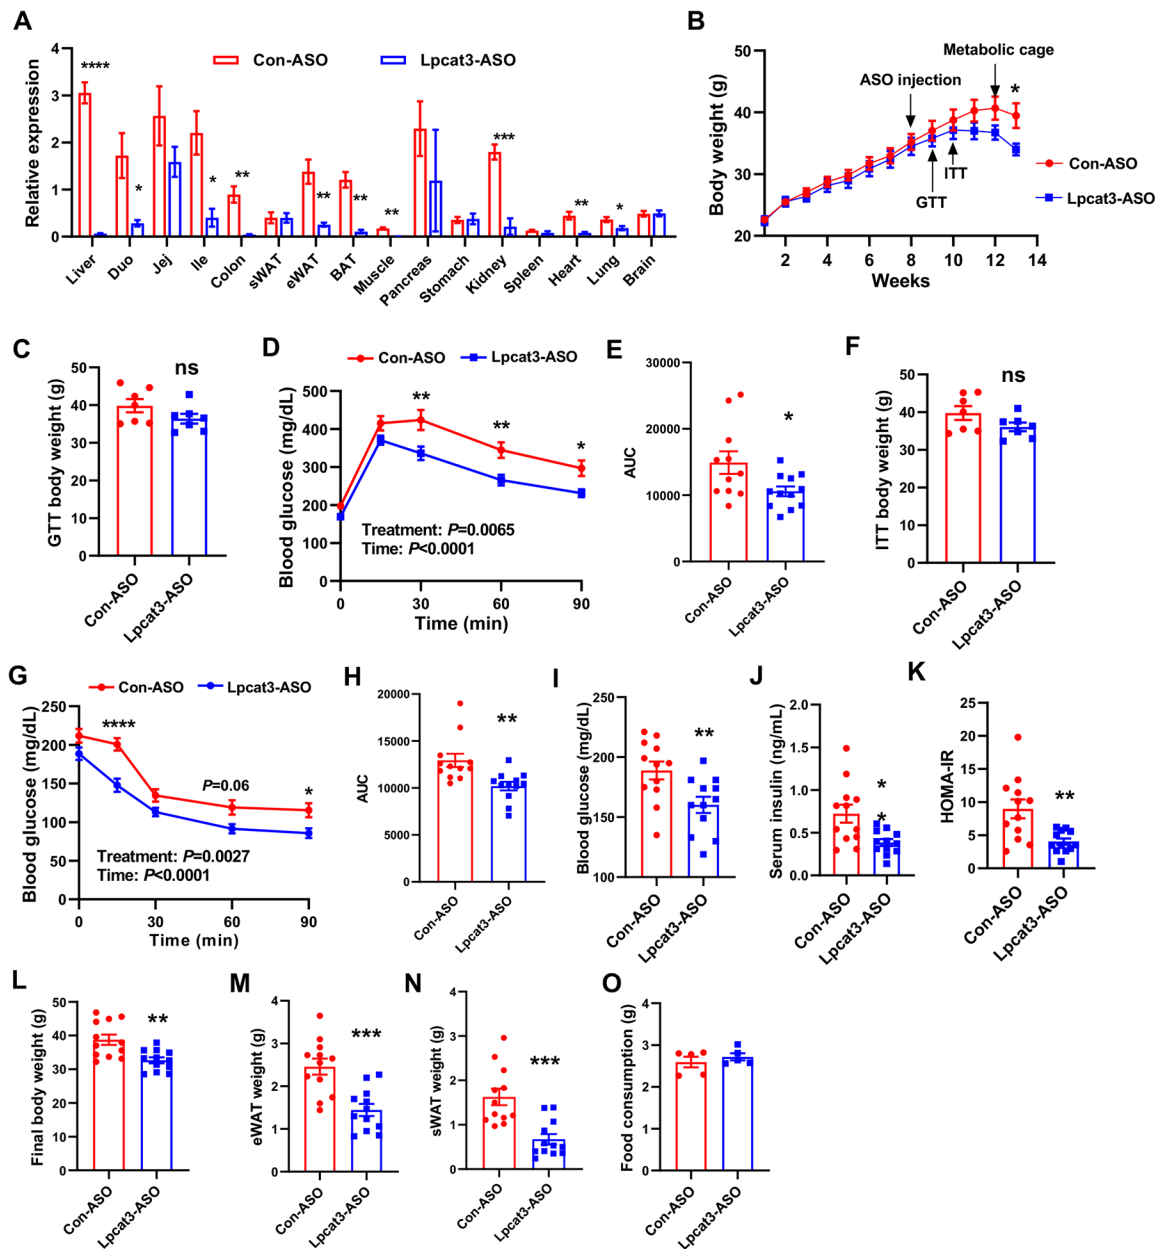 A
Relative expression
4
3
2
1
0
Con-ASO
Lpcat3-ASO
****
*
*
**
**
**
**
***
**
*
Liver
Duo
Jej
Ile
Colon
sWAT
eWAT
BAT
Muscle
Pancreas
Stomach
Kidney
Spleen
Heart
Lung
Brain
B
Body weight (g)
50
40
30
20
Metabolic cage
ASO injection
*
ITT
GTT
Con-ASO
Lpcat3-ASO
2 4 6 8 10 12 14
Weeks
C
GTT body weight (g)
50
40
30
20
10
0
ns
Con-ASO
Lpcat3-ASO
D
Con-ASO
Lpcat3-ASO
Blood glucose (mg/dL)
500
400
300
200
100
0
**
**
*
Treatment: P=0.0065
Time: P<0.0001
0 30 60 90
Time (min)
E
AUC
30000
20000
10000
0
*
Con-ASO
Lpcat3-ASO
F
ITT body weight (g)
50
40
30
20
10
0
ns
Con-ASO
Lpcat3-ASO
G
Con-ASO
Lpcat3-ASO
Blood glucose (mg/dL)
250
200
150
100
50
0
****
P=0.06
*
Treatment: P=0.0027
Time: P<0.0001
0 30 60 90
Time (min)
H
AUC
20000
15000
10000
5000
0
**
Con-ASO
Lpcat3-ASO
I
Blood glucose (mg/dL)
250
200
150
100
**
Con-ASO
Lpcat3-ASO
J
Serum insulin (ng/mL)
2.0
1.5
1.0
0.5
0.0
*
*
Con-ASO
Lpcat3-ASO
K
HOMA-IR
25
20
15
10
5
0
**
Con-ASO
Lpcat3-ASO
L
Final body weight (g)
50
40
30
20
10
0
**
Con-ASO
Lpcat3-ASO
M
eWAT weight (g)
4
3
2
1
0
***
Con-ASO
Lpcat3-ASO
N
sWAT weight (g)
4
3
2
1
0
***
Con-ASO
Lpcat3-ASO
O
Food consumption (g)
4
3
2
1
0
Con-ASO
Lpcat3-ASO